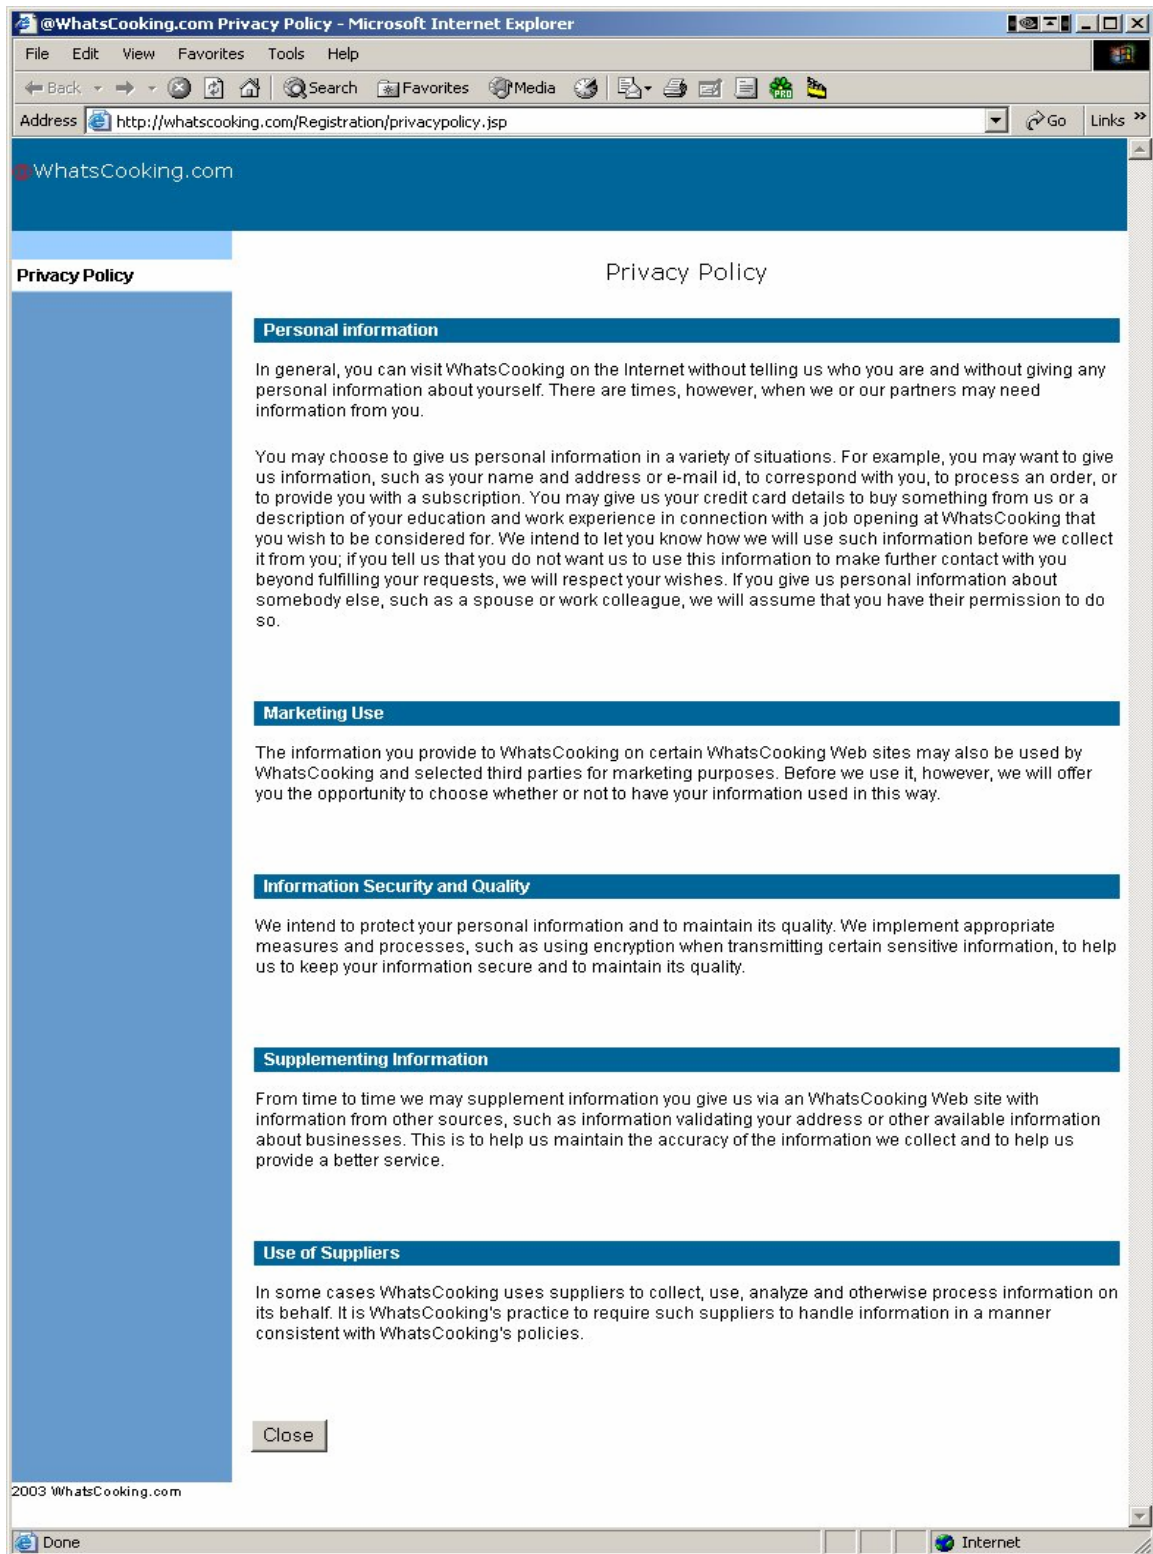 @WhatsCooking.com Privacy Policy - Microsoft Internet Explorer
File Edit View Favorites Tools Help
Back Search Favorites Media PRO
Address http://whatscooking.com/Registration/privacypolicy.jsp Go Links »
@WhatsCooking.com
Privacy Policy
Privacy Policy
Personal information
In general, you can visit WhatsCooking on the Internet without telling us who you are and without giving any
personal information about yourself. There are times, however, when we or our partners may need
information from you.
You may choose to give us personal information in a variety of situations. For example, you may want to give
us information, such as your name and address or e-mail id, to correspond with you, to process an order, or
to provide you with a subscription. You may give us your credit card details to buy something from us or a
description of your education and work experience in connection with a job opening at WhatsCooking that
you wish to be considered for. We intend to let you know how we will use such information before we collect
it from you; if you tell us that you do not want us to use this information to make further contact with you
beyond fulfilling your requests, we will respect your wishes. If you give us personal information about
somebody else, such as a spouse or work colleague, we will assume that you have their permission to do
so.
Marketing Use
The information you provide to WhatsCooking on certain WhatsCooking Web sites may also be used by
WhatsCooking and selected third parties for marketing purposes. Before we use it, however, we will offer
you the opportunity to choose whether or not to have your information used in this way.
Information Security and Quality
We intend to protect your personal information and to maintain its quality. We implement appropriate
measures and processes, such as using encryption when transmitting certain sensitive information, to help
us to keep your information secure and to maintain its quality.
Supplementing Information
From time to time we may supplement information you give us via an WhatsCooking Web site with
information from other sources, such as information validating your address or other available information
about businesses. This is to help us maintain the accuracy of the information we collect and to help us
provide a better service.
Use of Suppliers
In some cases WhatsCooking uses suppliers to collect, use, analyze and otherwise process information on
its behalf. It is WhatsCooking's practice to require such suppliers to handle information in a manner
consistent with WhatsCooking's policies.
Close
2003 WhatsCooking.com
Done Internet